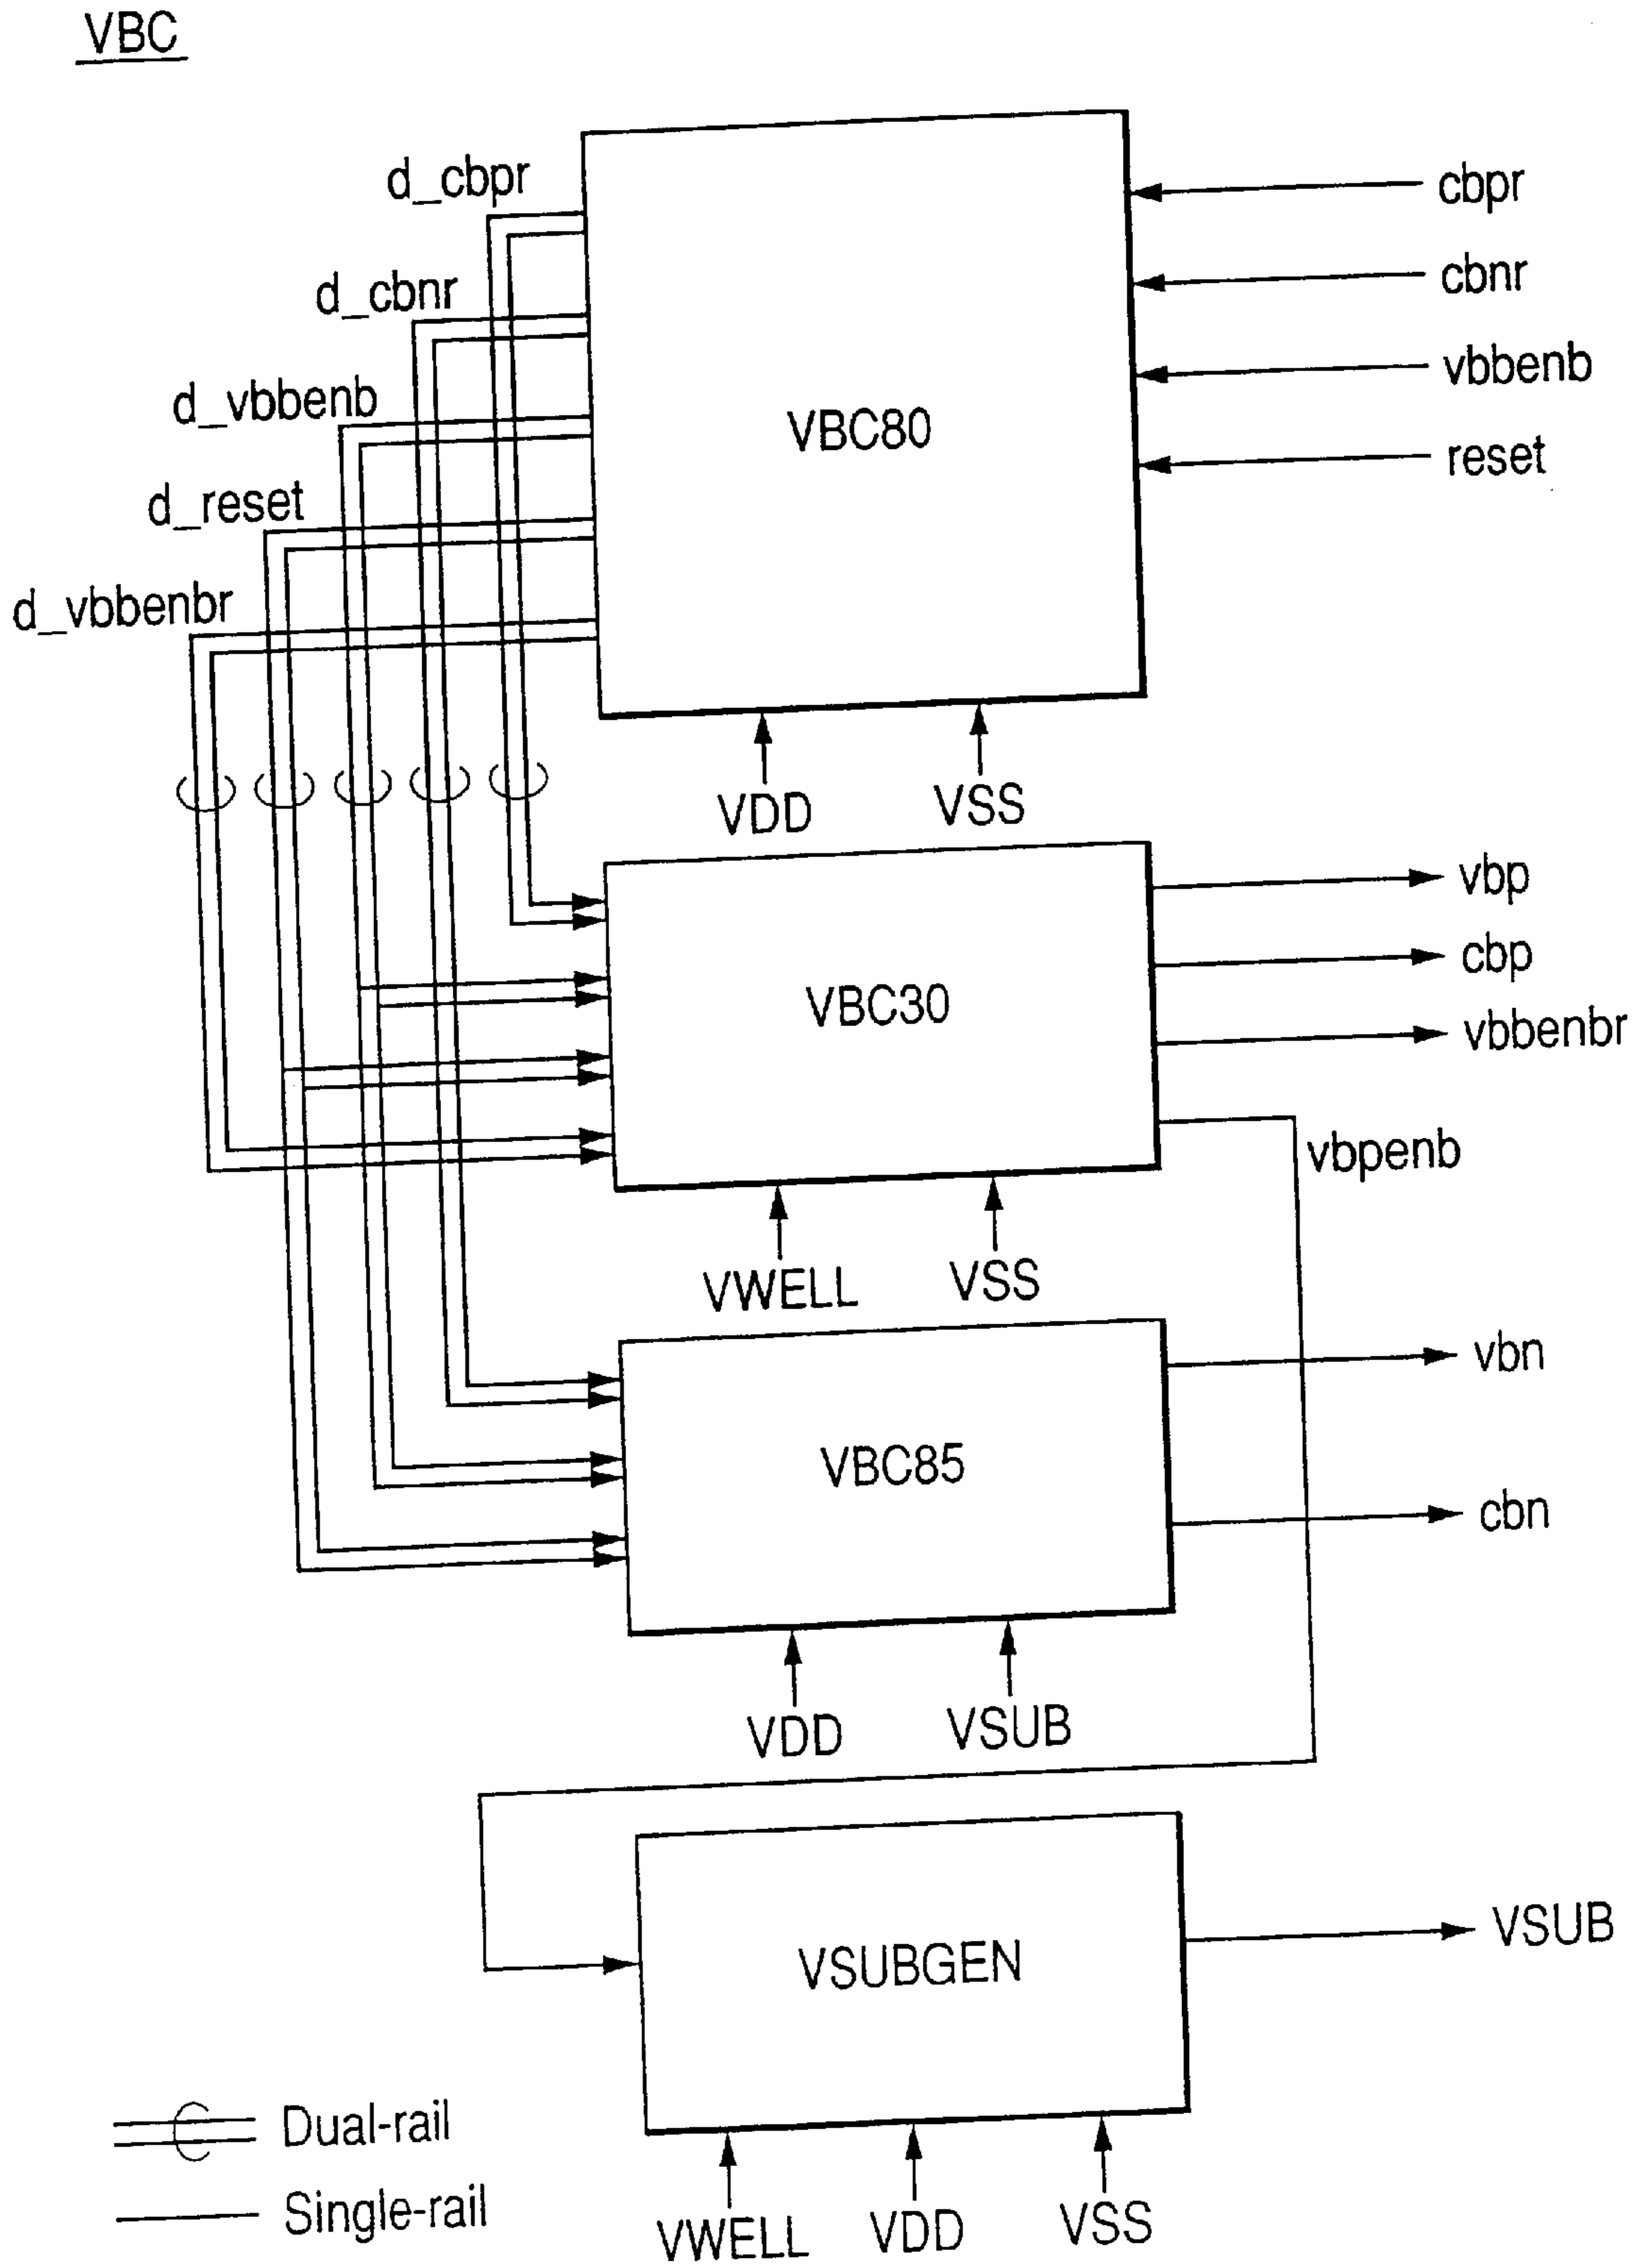 VBC
d_cbpr
cbpr
d_cbnr
cbnr
d_vbbenb
vbbenb
VBC80
d_reset
reset
d_vbbenbr
VDD
VSS
vbp
cbp
VBC30
vbbenbr
vbpenb
VWELL
VSS
vbn
VBC85
cbn
VDD
VSUB
VSUBGEN
VSUB
Dual-rail
Single-rail
VWELL
VDD
VSS